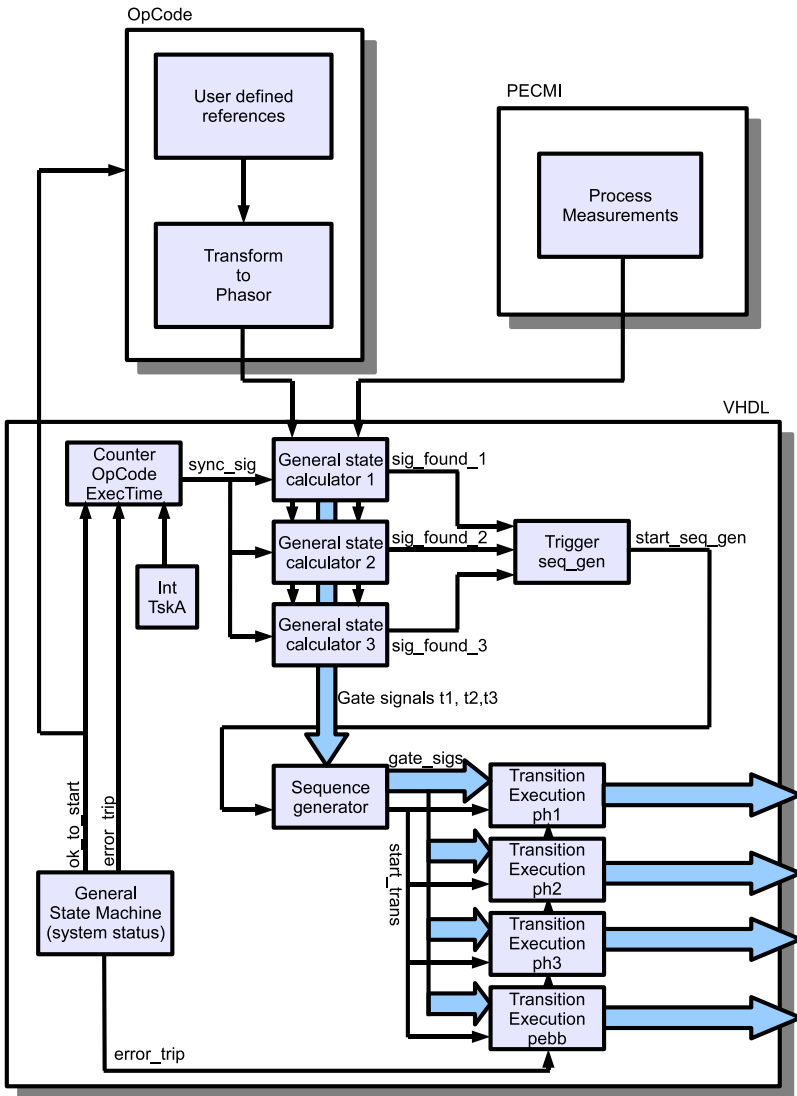 OpCode
User defined
references
PECMI
Process
Measurements
Transform
to
Phasor
VHDL
Counter
OpCode
ExecTime
sync_sig
General state
calculator 1
sig_found_1
General state
calculator 2
sig_found_2
Trigger
seq_gen
start_seq_gen
Int
TskA
General state
calculator 3
sig_found_3
Gate signals t1, t2,t3
Sequence
generator
gate_sigs
start_trans
Transition
Execution
ph1
Transition
Execution
ph2
Transition
Execution
ph3
Transition
Execution
pebb
ok_to_start
error_trip
General
State Machine
(system status)
error_trip